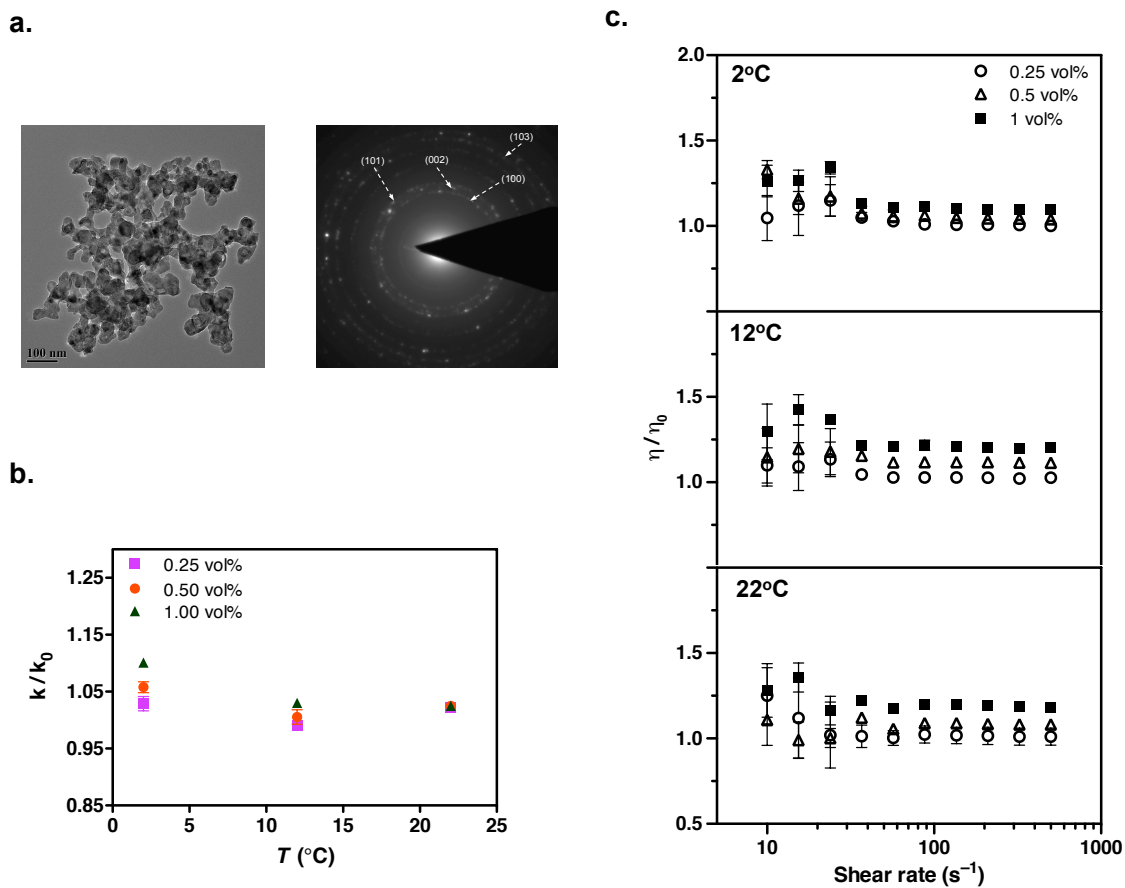 a.
100 nm
(101)
(002)
(100)
(103)
b.
0.25 vol%
0.50 vol%
1.00 vol%
k / k0
1.25
1.15
1.05
0.95
0.85
0 5 10 15 20 25
T (°C)
c.
2°C
0.25 vol%
0.5 vol%
1 vol%
2.0
1.5
1.0
12°C
1.5
1.0
η / η0
22°C
1.5
1.0
0.5
10 100 1000
Shear rate (s−1)